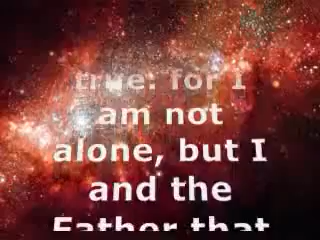 true: for I
am not
alone, but I
and the
Father that